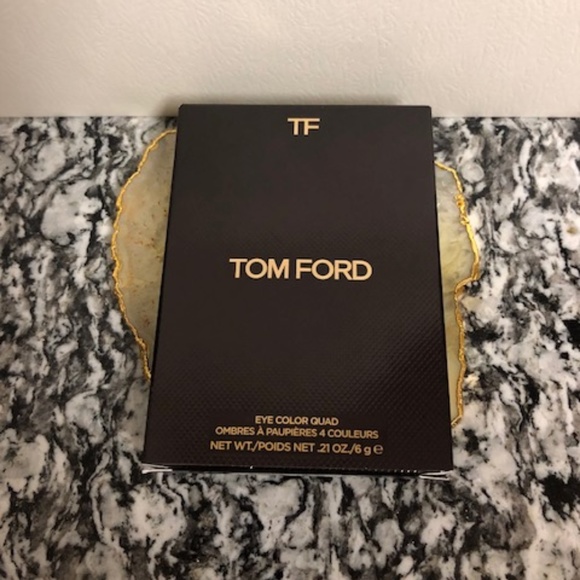 TF
TOM FORD
EYE COLOR QUAD
OMBRES À PAUPIÈRES 4 COULEURS
NET WT./POIDS NET .21 OZ./6 g ℮